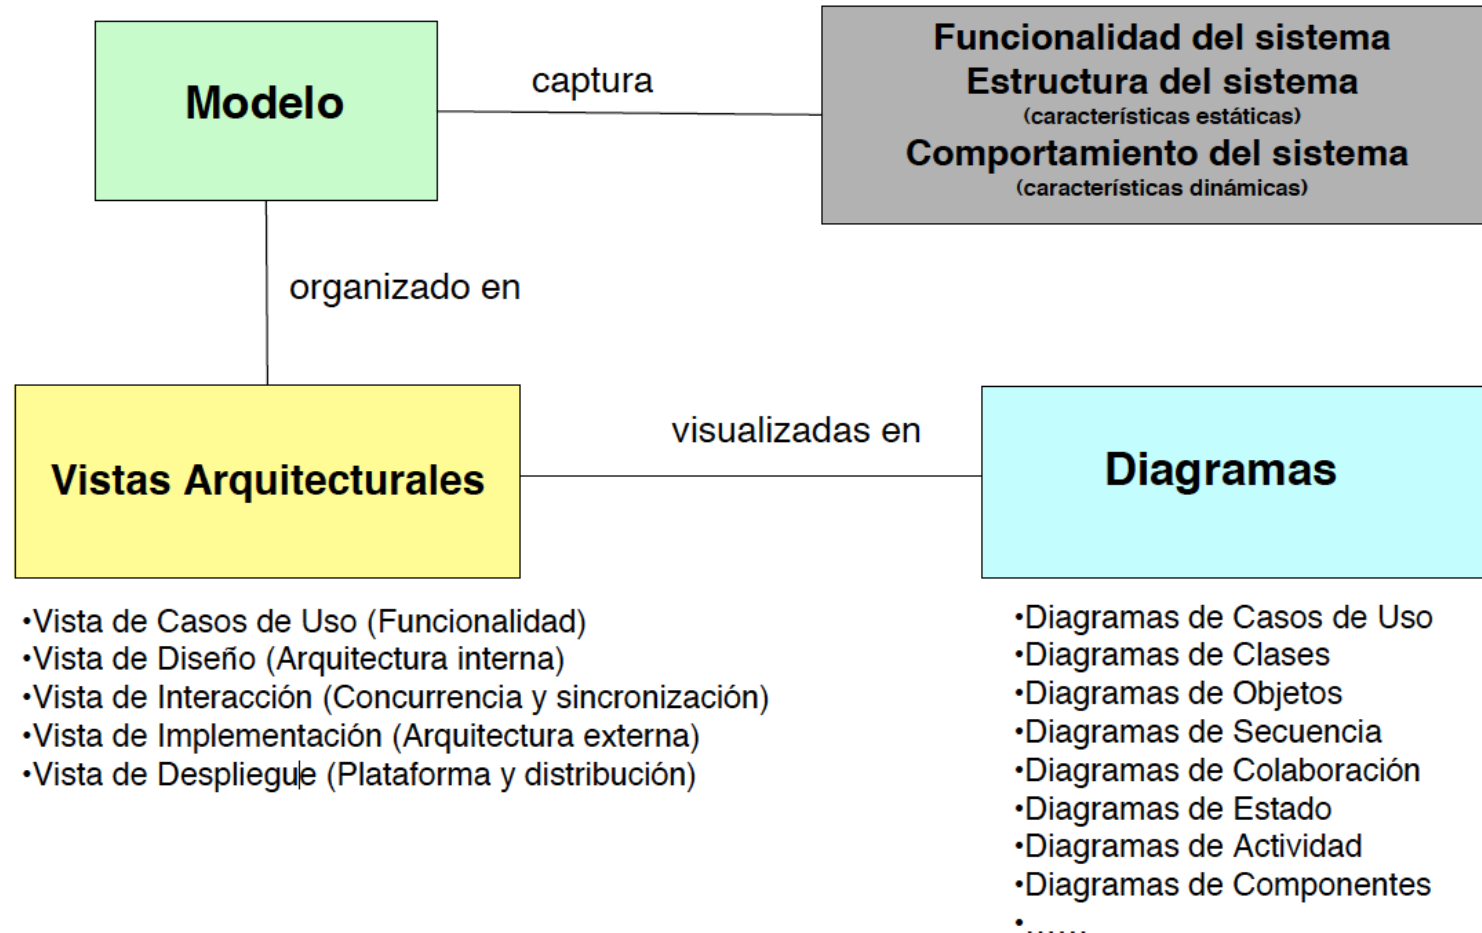 Modelo
captura
Funcionalidad del sistema
Estructura del sistema
(características estáticas)
Comportamiento del sistema
(características dinámicas)
organizado en
Vistas Arquitecturales
visualizadas en
Diagramas
•Vista de Casos de Uso (Funcionalidad)
•Vista de Diseño (Arquitectura interna)
•Vista de Interacción (Concurrencia y sincronización)
•Vista de Implementación (Arquitectura externa)
•Vista de Despliegue (Plataforma y distribución)
•Diagramas de Casos de Uso
•Diagramas de Clases
•Diagramas de Objetos
•Diagramas de Secuencia
•Diagramas de Colaboración
•Diagramas de Estado
•Diagramas de Actividad
•Diagramas de Componentes
•......